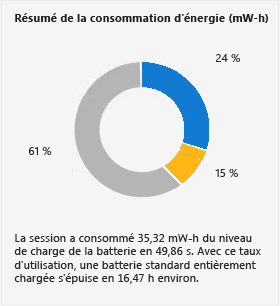 Résumé de la consommation d'énergie (mW-h)
24 %
61 %
15 %
La session a consommé 35,32 mW-h du niveau
de charge de la batterie en 49,86 s. Avec ce taux
d'utilisation, une batterie standard entièrement
chargée s'épuise en 16,47 h environ.